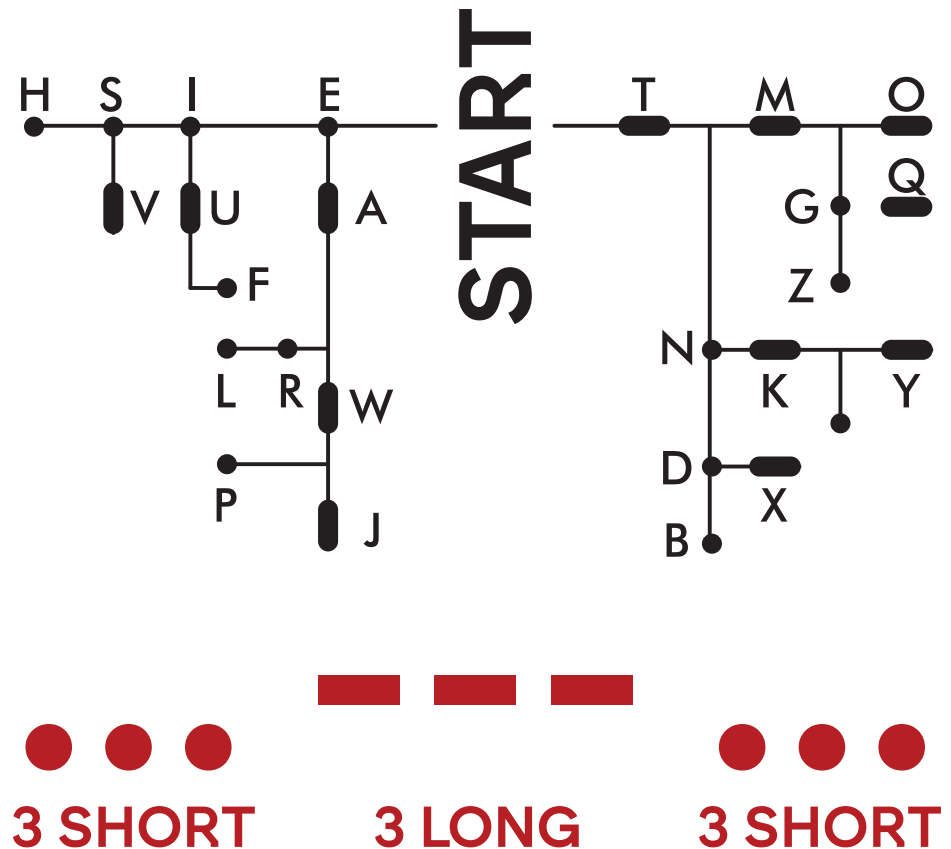 START
H S I E
T M O
V U A
G Q
F
Z
L R W
N K Y
P J
D X
B
3 SHORT 3 LONG 3 SHORT